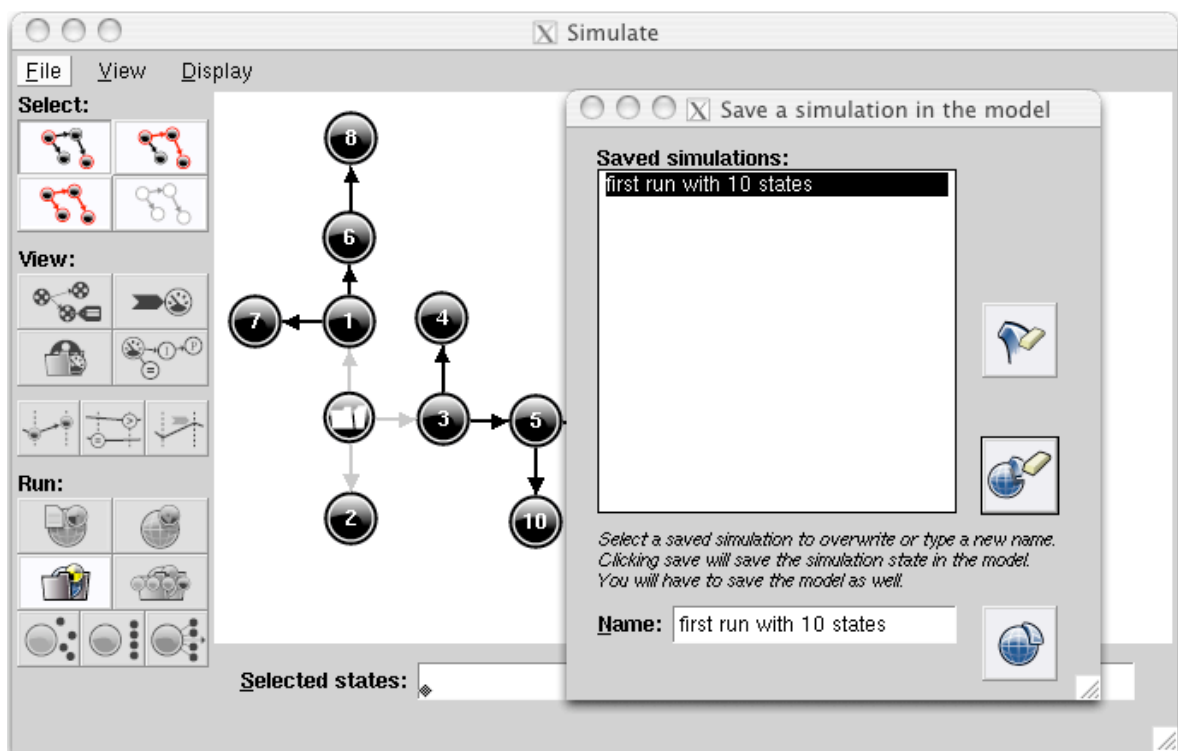 Simulate
File View Display
Select:
View:
Run:
8
6
7 1 4
3 5
2 10
Selected states:
Save a simulation in the model
Saved simulations:
first run with 10 states
Select a saved simulation to overwrite or type a new name.
Clicking save will save the simulation state in the model.
You will have to save the model as well.
Name: first run with 10 states